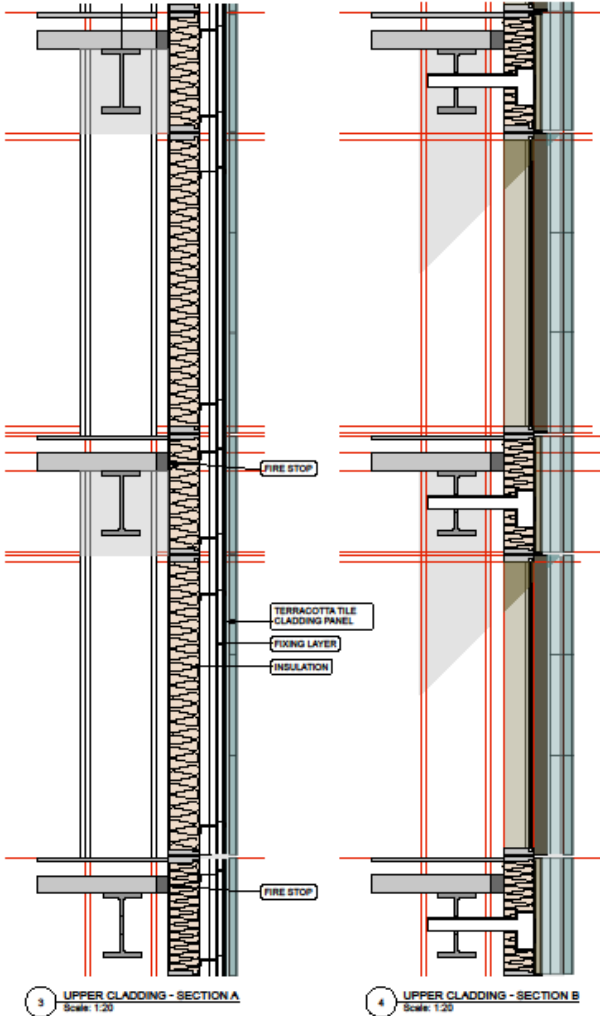 FIRE STOP
TERRACOTTA TILE
CLADDING PANEL
FIXING LAYER
INSULATION
FIRE STOP
3 UPPER CLADDING - SECTION A
Scale: 1:20
4 UPPER CLADDING - SECTION B
Scale: 1:20